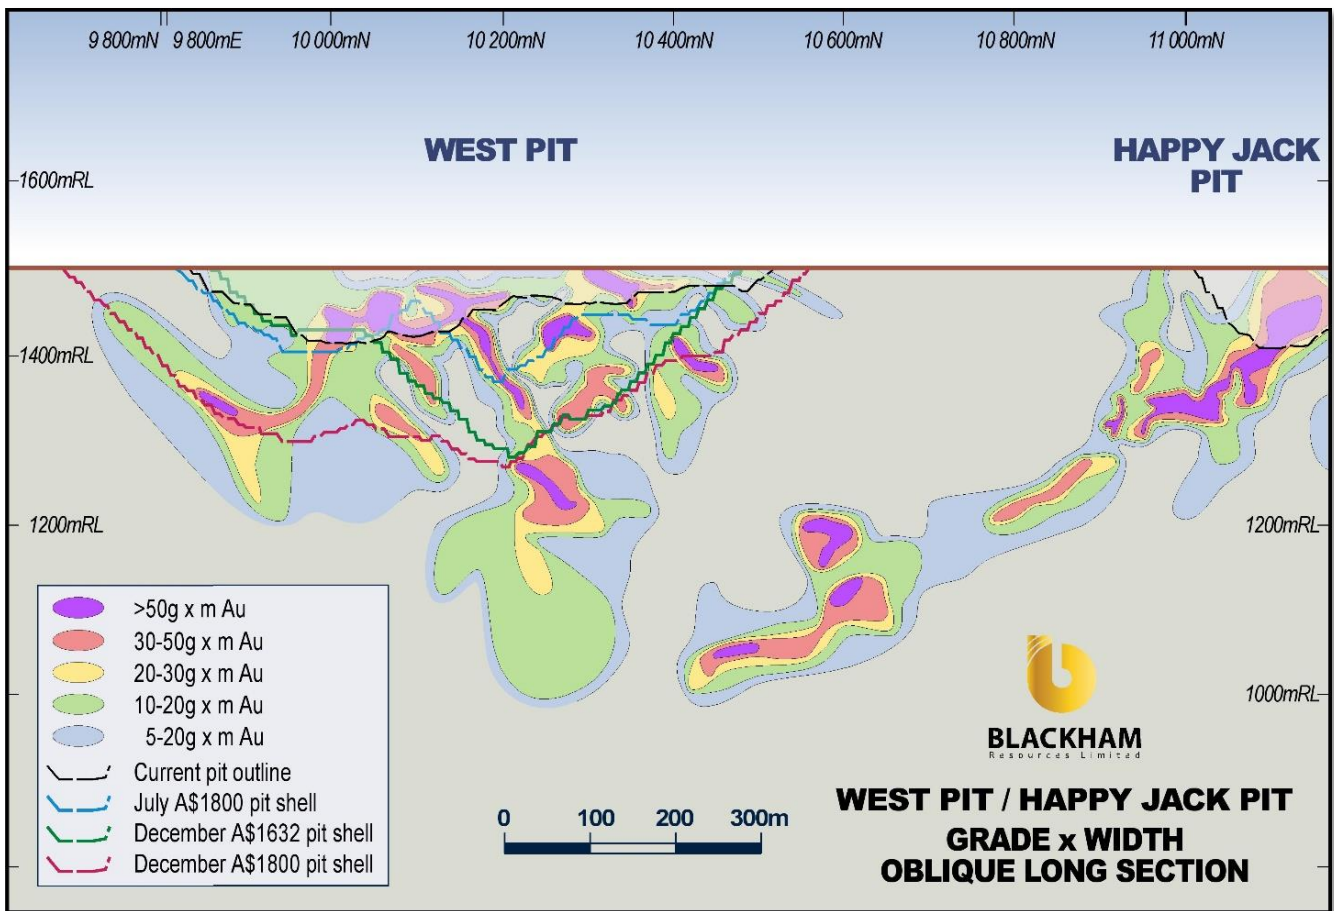 9 800mN 9 800mE 10 000mN 10 200mN 10 400mN 10 600mN 10 800mN 11 000mN
WEST PIT
HAPPY JACK
PIT
1600mRL
1400mRL
1200mRL
1200mRL
1000mRL
>50g x m Au
30-50g x m Au
20-30g x m Au
10-20g x m Au
5-20g x m Au
Current pit outline
July A$1800 pit shell
December A$1632 pit shell
December A$1800 pit shell
0 100 200 300m
BLACKHAM
Resources Limited
WEST PIT / HAPPY JACK PIT
GRADE x WIDTH
OBLIQUE LONG SECTION